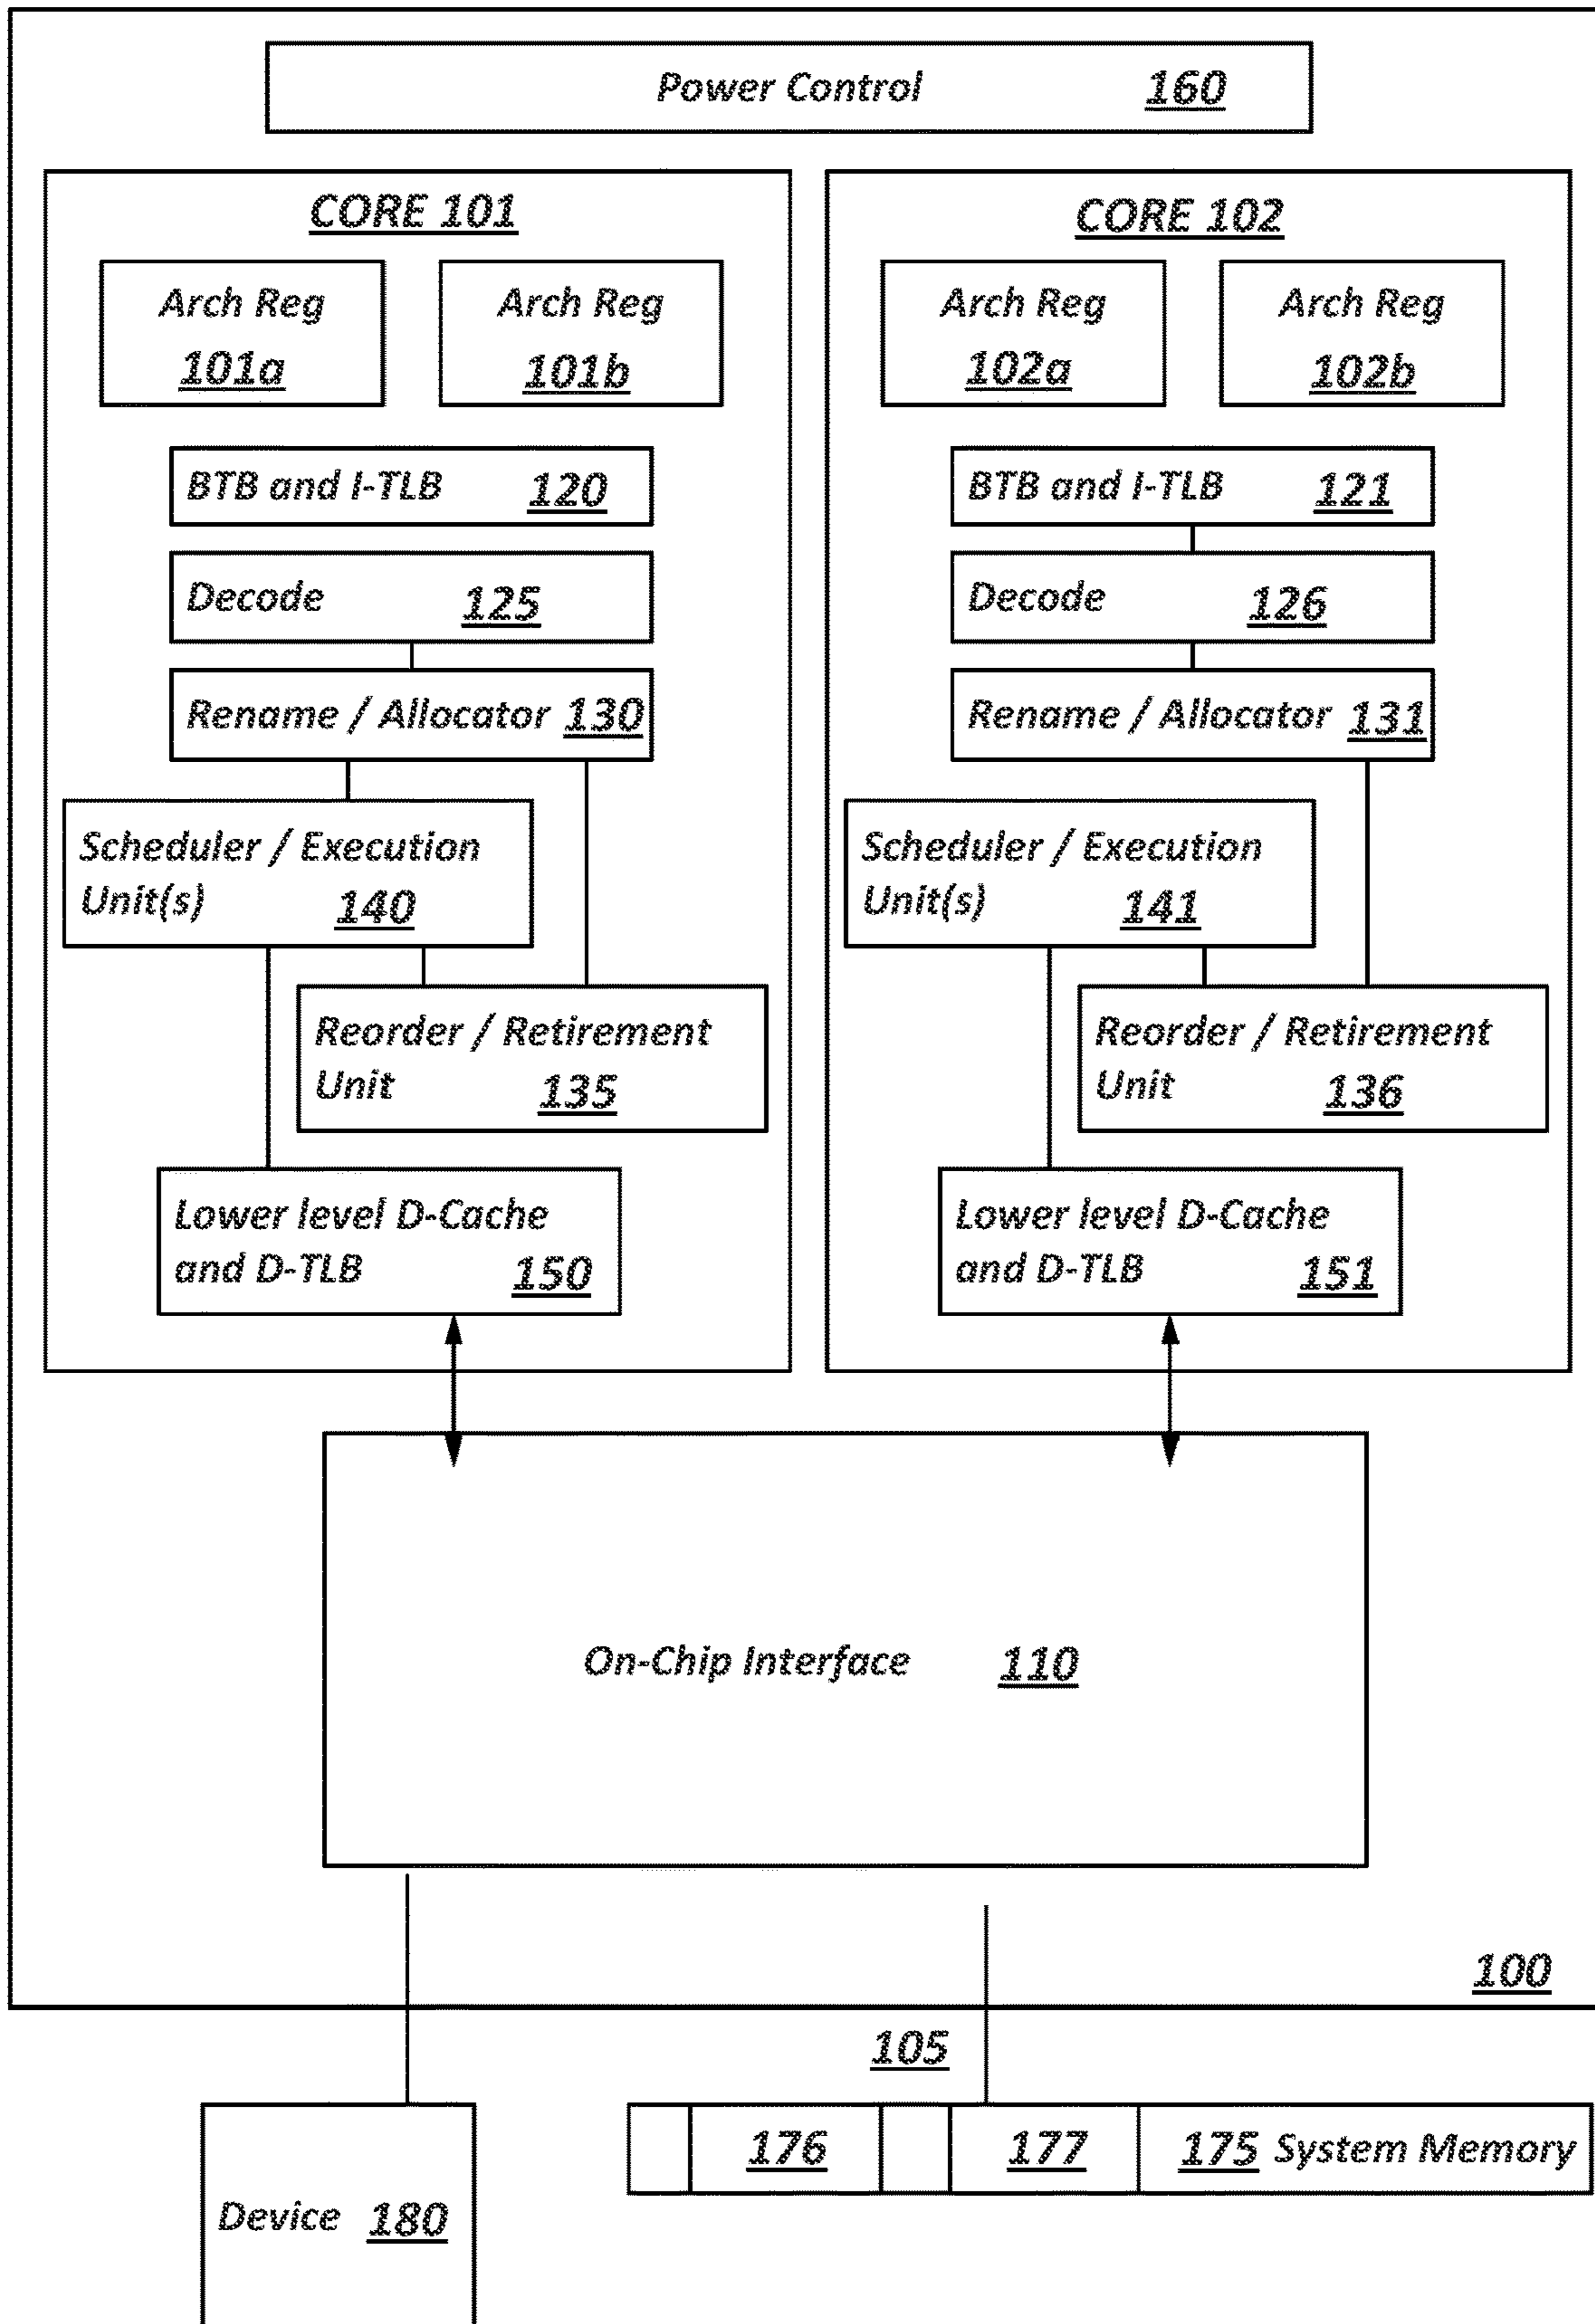 Power Control 160
CORE 101
Arch Reg
101a
Arch Reg
101b
BTB and I-TLB 120
Decode 125
Rename / Allocator 130
Scheduler / Execution
Unit(s) 140
Reorder / Retirement
Unit 135
Lower level D-Cache
and D-TLB 150
CORE 102
Arch Reg
102a
Arch Reg
102b
BTB and I-TLB 121
Decode 126
Rename / Allocator 131
Scheduler / Execution
Unit(s) 141
Reorder / Retirement
Unit 136
Lower level D-Cache
and D-TLB 151
On-Chip Interface 110
100
105
176 177 175 System Memory
Device 180